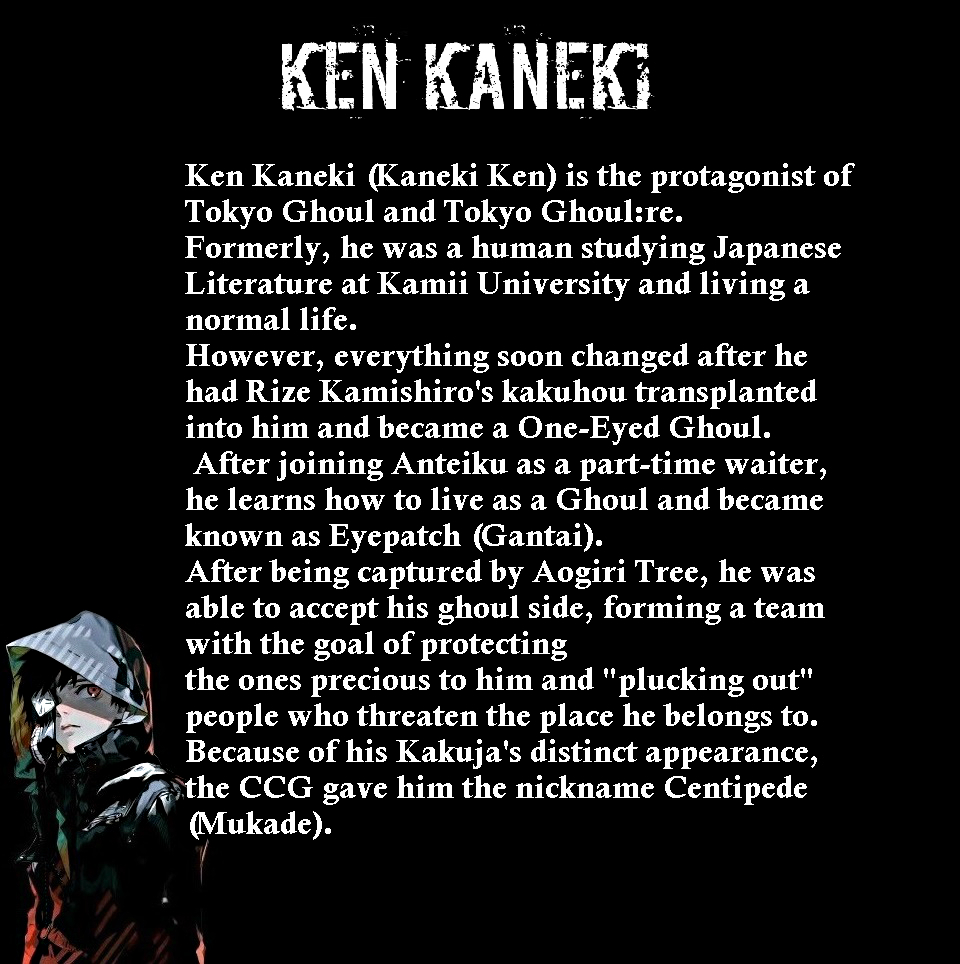 KEN KANEKI
Ken Kaneki (Kaneki Ken) is the protagonist of
Tokyo Ghoul and Tokyo Ghoul:re.
Formerly, he was a human studying Japanese
Literature at Kamii University and living a
normal life.
However, everything soon changed after he
had Rize Kamishiro's kakuhou transplanted
into him and became a One-Eyed Ghoul.
After joining Anteiku as a part-time waiter,
he learns how to live as a Ghoul and became
known as Eyepatch (Gantai).
After being captured by Aogiri Tree, he was
able to accept his ghoul side, forming a team
with the goal of protecting
the ones precious to him and "plucking out"
people who threaten the place he belongs to.
Because of his Kakuja's distinct appearance,
the CCG gave him the nickname Centipede
(Mukade).